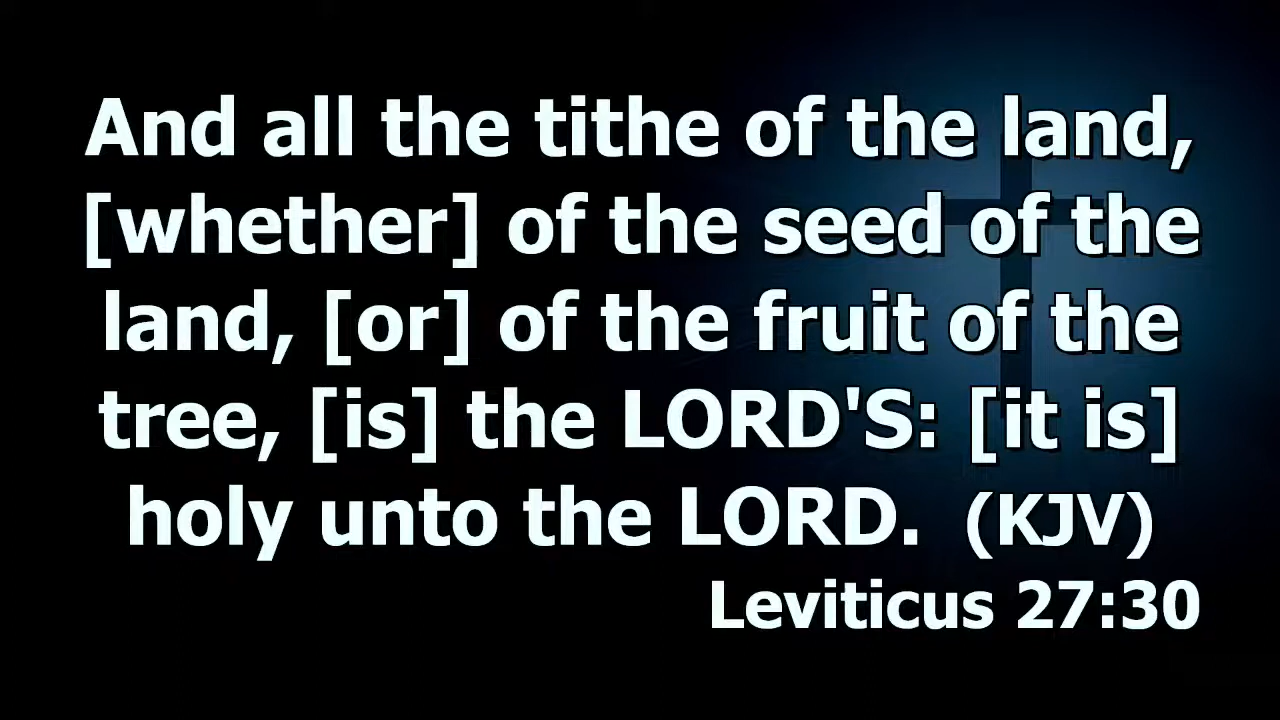 And all the tithe of the land,
[whether] of the seed of the
land, [or] of the fruit of the
tree, [is] the LORD'S: [it is]
holy unto the LORD. (KJV)
Leviticus 27:30